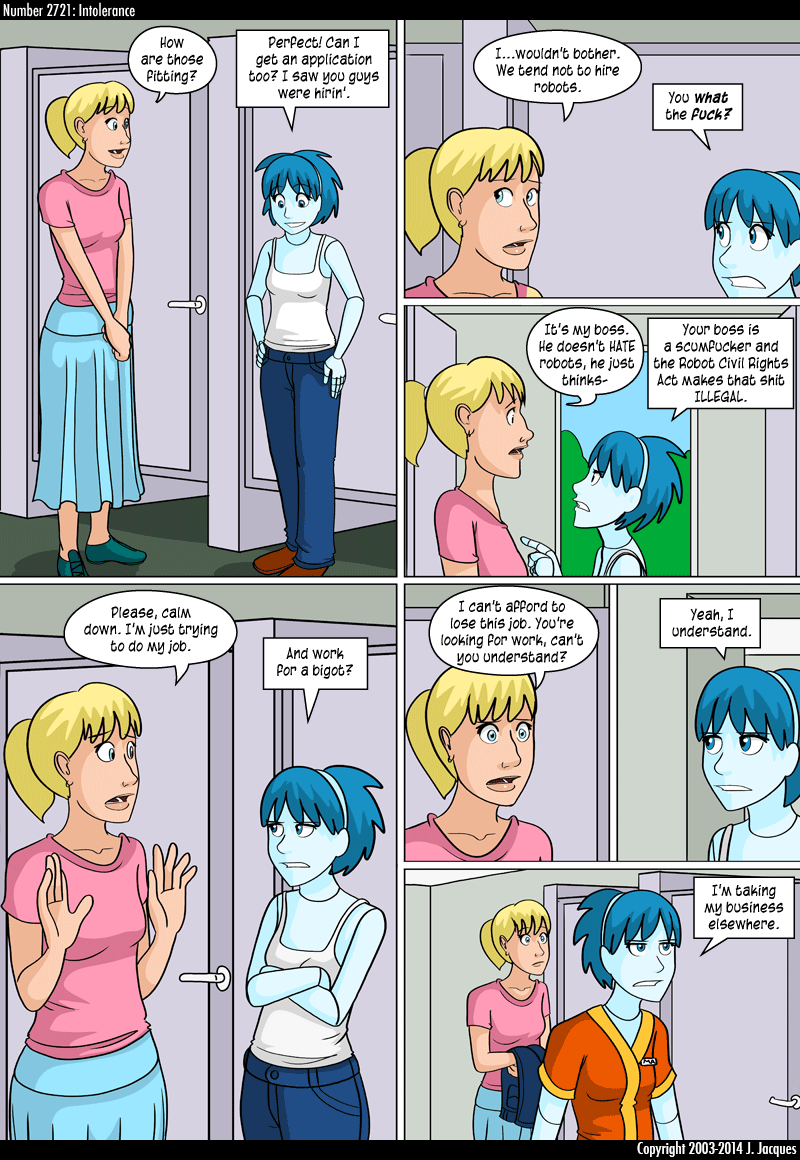 Number 2721: Intolerance
How
are those
fitting?
Perfect! Can I
get an application
too? I saw you guys
were hirin'.
I...wouldn't bother.
We tend not to hire
robots.
You what
the fuck?
It's my boss.
He doesn't HATE
robots, he just
thinks-
Your boss is
a scumfucker and
the Robot Civil Rights
Act makes that shit
ILLEGAL.
Please, calm
down. I'm just trying
to do my job.
And work
for a bigot?
I can't afford to
lose this job. You're
looking for work, can't
you understand?
Yeah, I
understand.
I'm taking
my business
elsewhere.
MA
Copyright 2003-2014 J. Jacques